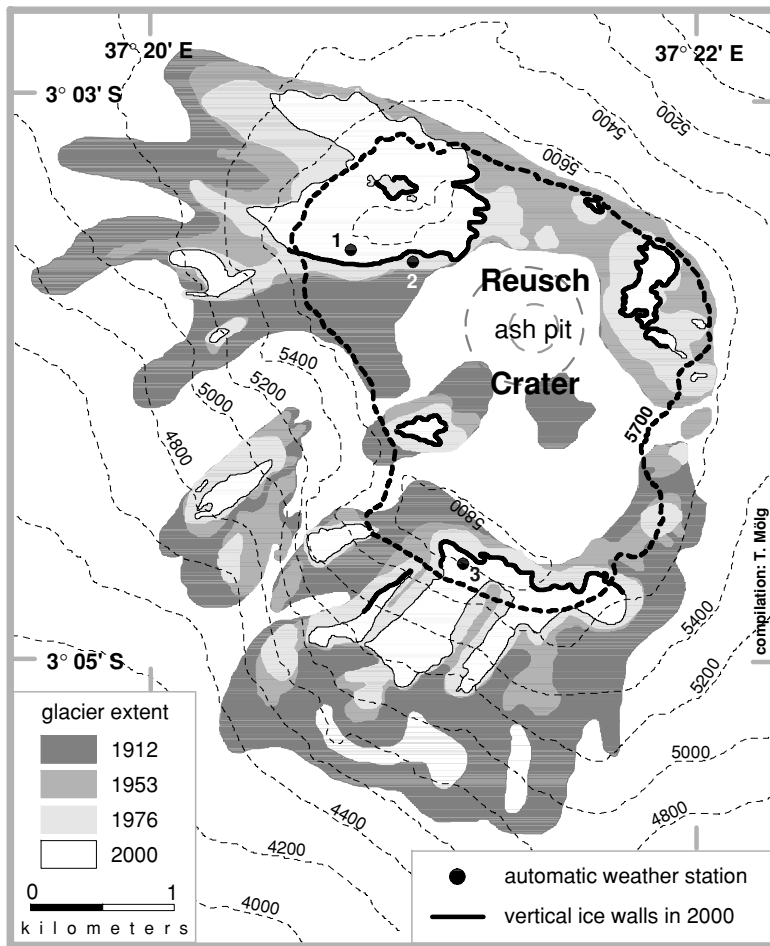 37° 20' E
37° 22' E
3° 03' S
5200
5400
5600
1
2
Reusch
ash pit
Crater
5400
5200
5000
4800
5700
5800
3
compilation: T. Mölg
3° 05' S
5400
5200
5000
4800
4400
4200
4000
glacier extent
1912
1953
1976
2000
0 1
kilometers
automatic weather station
vertical ice walls in 2000